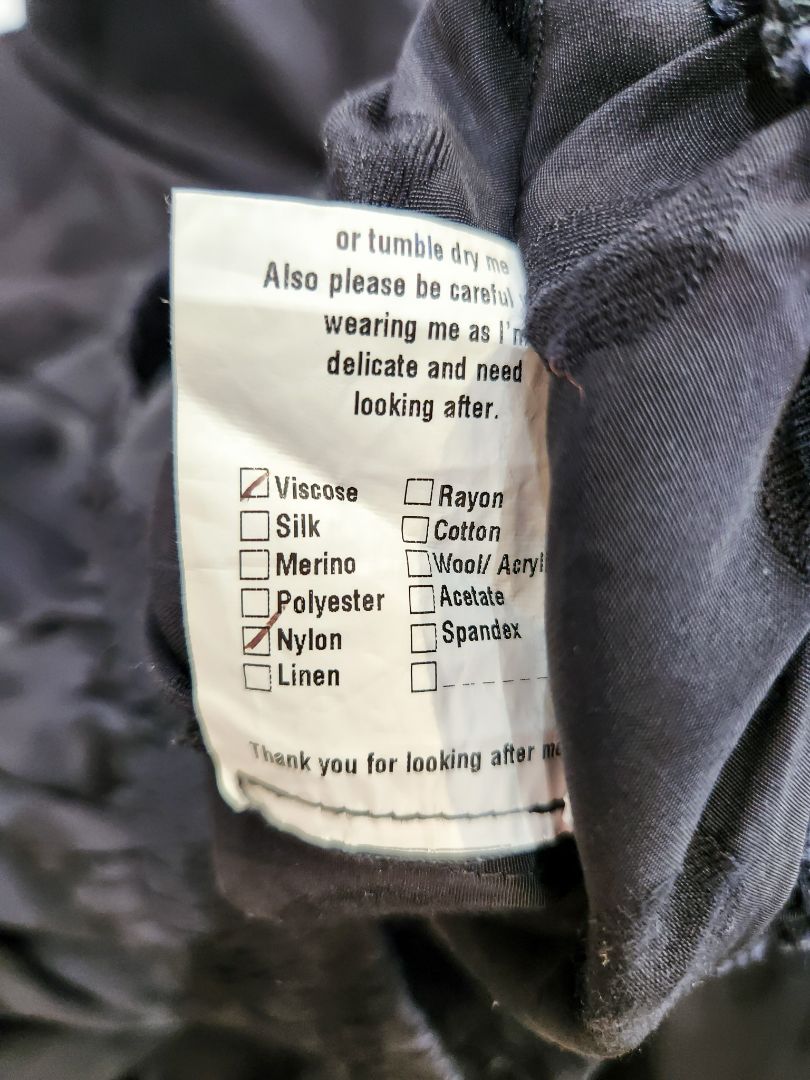 or tumble dry me
Also please be careful
wearing me as I'm
delicate and need
looking after.
Viscose
Silk
Merino
Polyester
Nylon
Linen
Rayon
Cotton
Wool/ Acryl
Acetate
Spandex
Thank you for looking after me